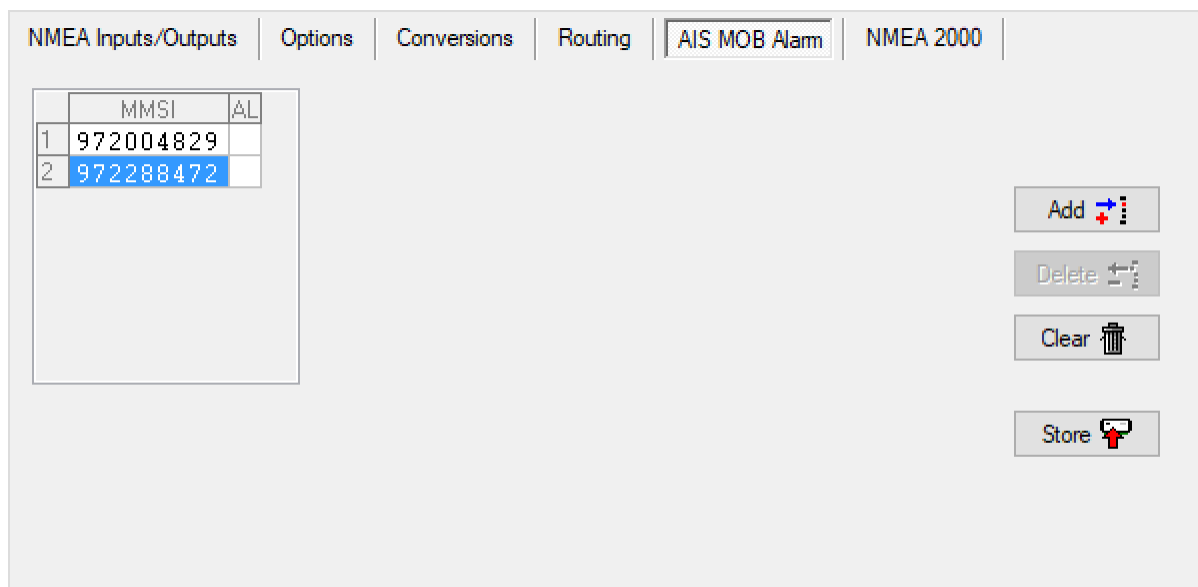 NMEA Inputs/Outputs Options Conversions Routing AIS MOB Alarm NMEA 2000
MMSI AL
1 972004829
2 972288472
Add
Delete
Clear
Store